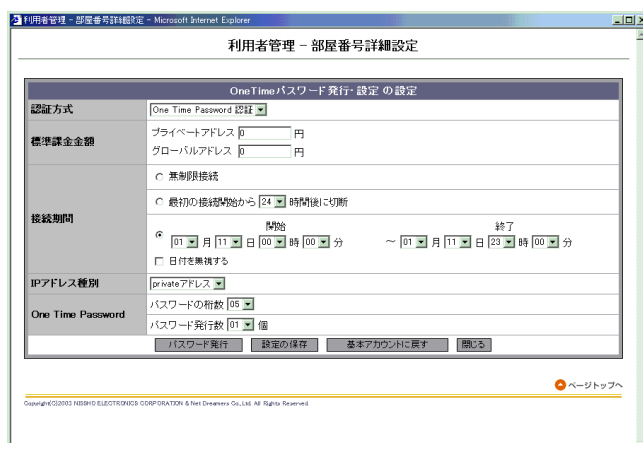 利用者管理 - 部屋番号詳細設定 - Microsoft Internet Explorer
利用者管理 - 部屋番号詳細設定
OneTimeパスワード発行・設定 の設定
認証方式 One Time Password 認証
標準課金金額 プライベートアドレス 0 円
グローバルアドレス 0 円
接続期間 無制限接続
最初の接続開始から 24 時間後に切断
開始 終了
01 月 11 日 00 時 00 分 ~ 01 月 11 日 23 時 00 分
日付を無視する
IPアドレス種別 privateアドレス
One Time Password パスワードの桁数 05
パスワード発行数 01 個
パスワード発行 設定の保存 基本アカウントに戻す 閉じる
ページトップへ
Copyright(C)2003 NISSHO ELECTRONICS CORPORATION & Net Dreamers Co., Ltd. All Rights Reserved.